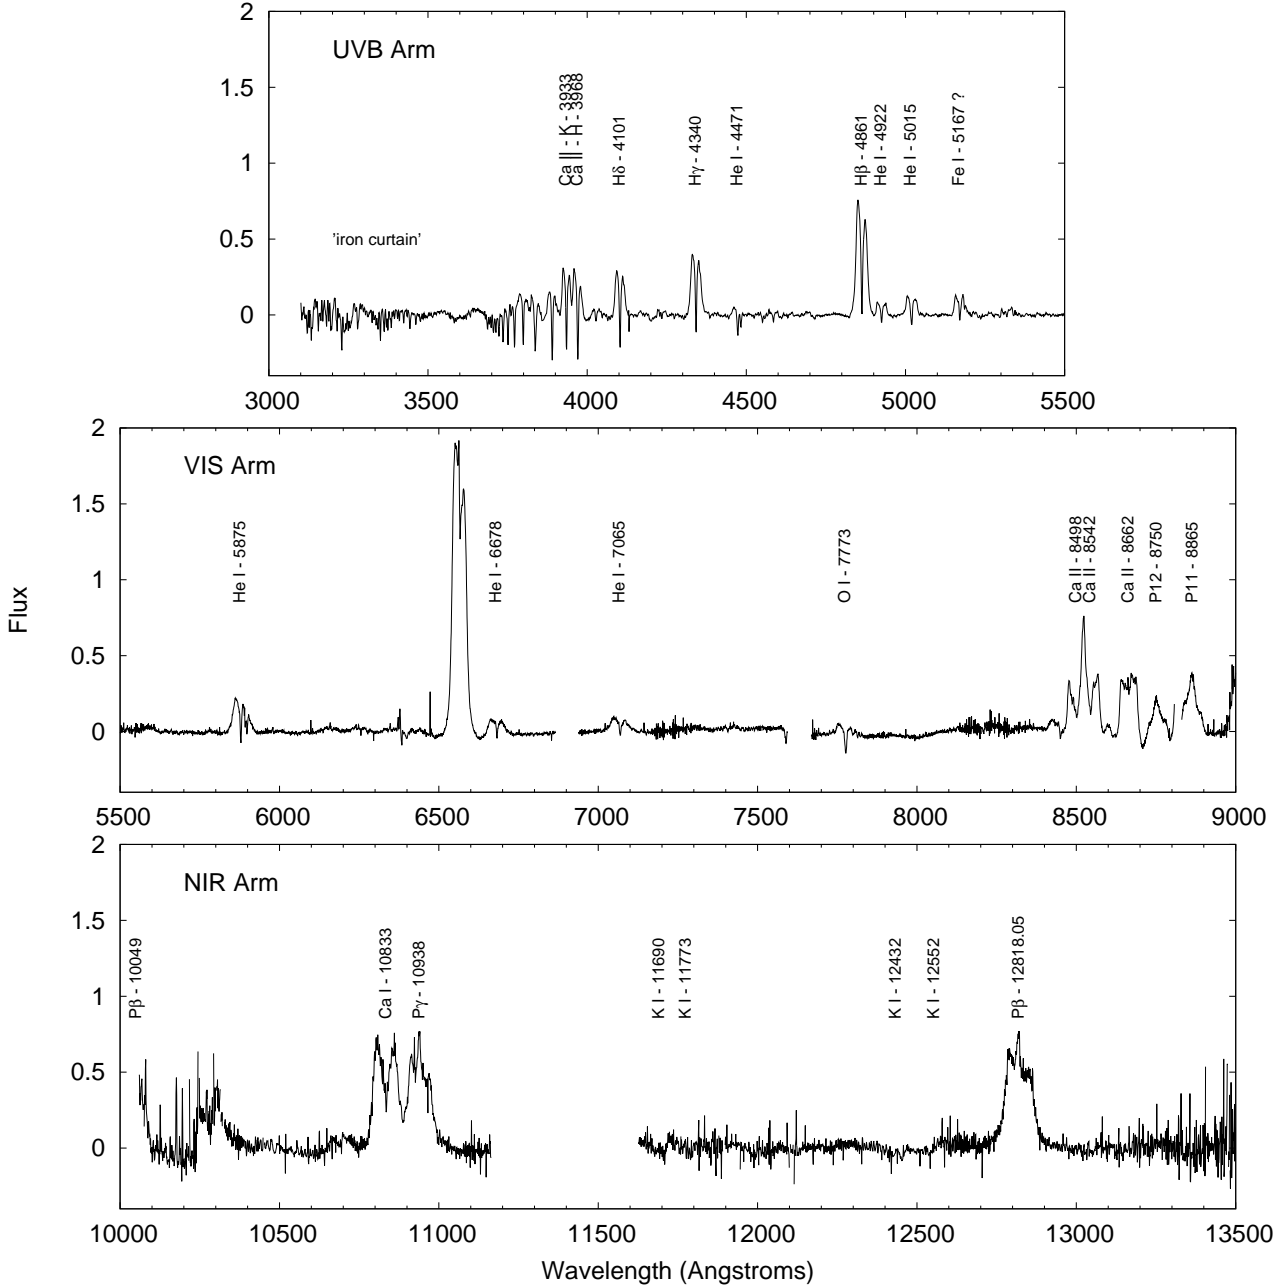 2
UVB Arm
1.5
Ca II - K - 3933
Ca II - H - 3968
Hδ - 4101
Hγ - 4340
He I - 4471
Hβ - 4861
He I - 4922
He I - 5015
Fe I - 5167 ?
1
0.5
'iron curtain'
0
3000 3500 4000 4500 5000 5500
2
VIS Arm
1.5
He I - 5875
He I - 6678
He I - 7065
O I - 7773
Ca II - 8498
Ca II - 8542
Ca II - 8662
P12 - 8750
P11 - 8865
1
Flux
0.5
0
5500 6000 6500 7000 7500 8000 8500 9000
2
NIR Arm
1.5
Pβ - 10049
Ca I - 10833
Pγ - 10938
K I - 11690
K I - 11773
K I - 12432
K I - 12552
Pβ - 12818.05
1
0.5
0
10000 10500 11000 11500 12000 12500 13000 13500
Wavelength (Angstroms)